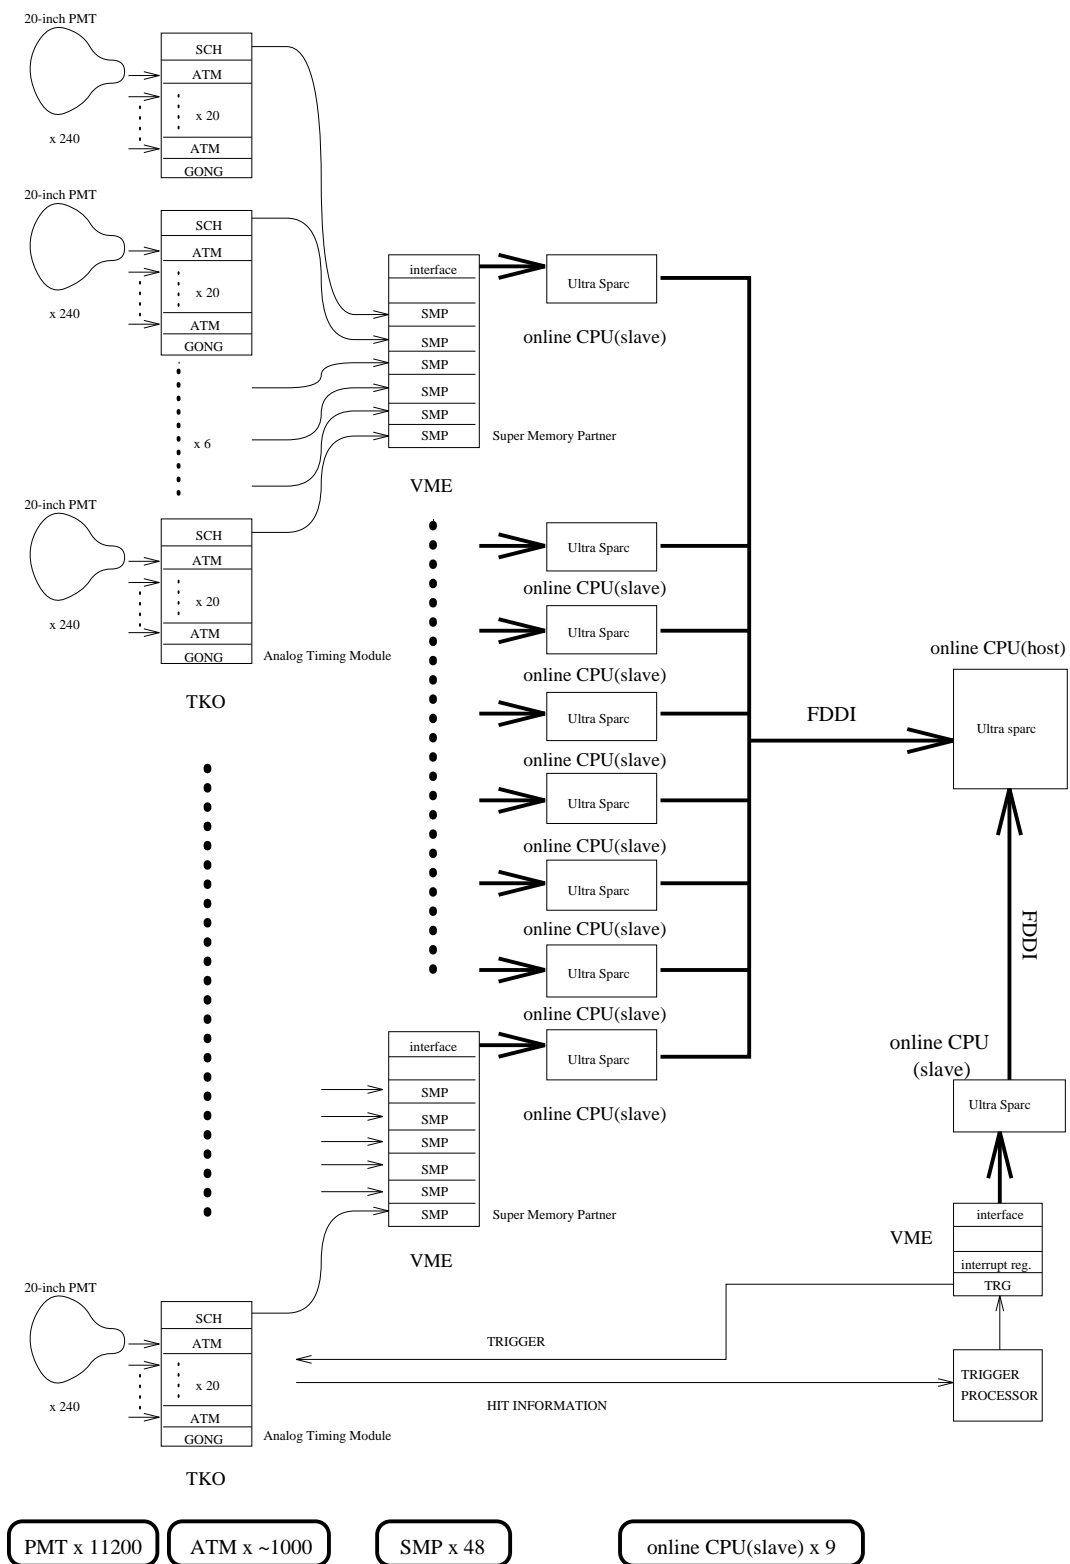 20-inch PMT
x 240
SCH
ATM
x 20
ATM
GONG
20-inch PMT
x 240
SCH
ATM
x 20
ATM
GONG
x 6
20-inch PMT
x 240
SCH
ATM
x 20
ATM
GONG
Analog Timing Module
TKO
interface
SMP
SMP
SMP
SMP
SMP
SMP
Super Memory Partner
VME
Ultra Sparc
online CPU(slave)
Ultra Sparc
online CPU(slave)
Ultra Sparc
online CPU(slave)
Ultra Sparc
online CPU(slave)
Ultra Sparc
online CPU(slave)
Ultra Sparc
online CPU(slave)
Ultra Sparc
online CPU(slave)
Ultra Sparc
online CPU(slave)
FDDI
online CPU(host)
Ultra sparc
FDDI
online CPU
(slave)
Ultra Sparc
interface
SMP
SMP
SMP
SMP
SMP
SMP
Super Memory Partner
VME
VME
interface
interrupt reg.
TRG
TRIGGER
PROCESSOR
TRIGGER
HIT INFORMATION
20-inch PMT
x 240
SCH
ATM
x 20
ATM
GONG
Analog Timing Module
TKO
PMT x 11200
ATM x ~1000
SMP x 48
online CPU(slave) x 9